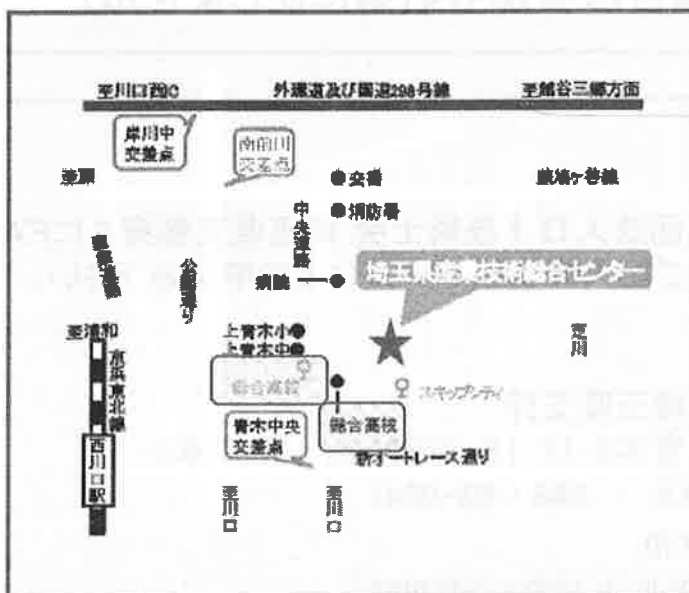 至川口西IC
外環道及び国道298号線
至越谷三郷方面
岸川中
交差点
南前川
交差点
至蕨
交番
鳩ヶ谷線
中央道路
消防署
病院
埼玉県産業技術総合センター
至浦和
京浜東北線
上青木小
上青木中
総合高校
スキップシティ
芝川
青木中央
交差点
総合高校
新オートレース通り
西川口駅
至川口
至川口